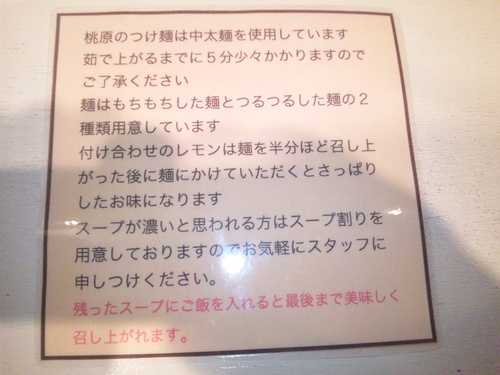 桃原のつけ麺は中太麺を使用しています
茹で上がるまでに５分少々かかりますので
ご了承ください
麺はもちもちした麺とつるつるした麺の２
種類用意しています
付け合わせのレモンは麺を半分ほど召し上
がった後に麺にかけていただくとさっぱり
したお味になります
スープが濃いと思われる方はスープ割りを
用意しておりますのでお気軽にスタッフに
申しつけください。
残ったスープにご飯を入れると最後まで美味しく
召し上がれます。